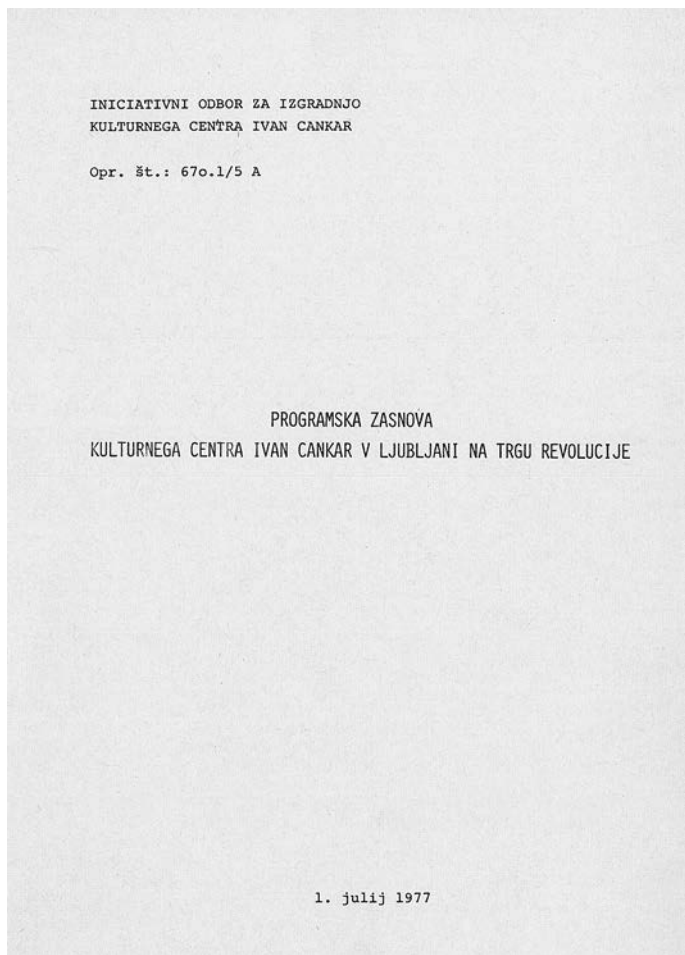 INICIATIVNI ODBOR ZA IZGRADNJO
KULTURNEGA CENTRA IVAN CANKAR
Opr. št.: 67o.1/5 A
PROGRAMSKA ZASNOVA
KULTURNEGA CENTRA IVAN CANKAR V LJUBLJANI NA TRGU REVOLUCIJE
1. julij 1977